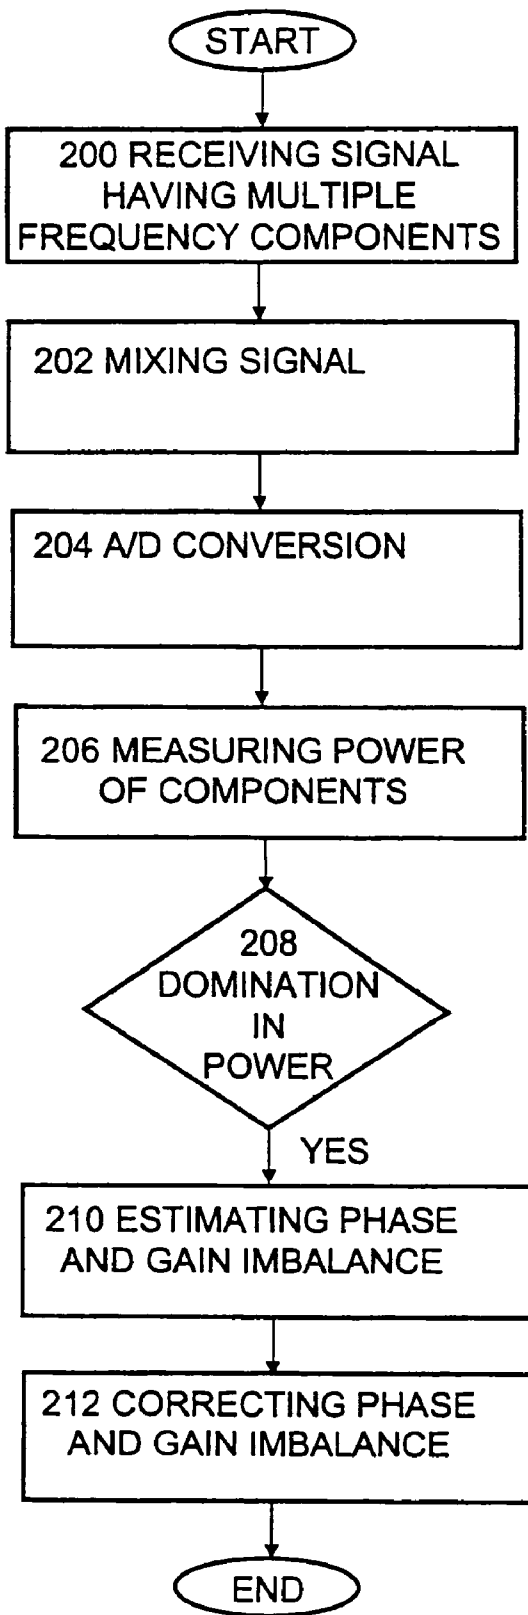 START
200 RECEIVING SIGNAL
HAVING MULTIPLE
FREQUENCY COMPONENTS
202 MIXING SIGNAL
204 A/D CONVERSION
206 MEASURING POWER
OF COMPONENTS
208
DOMINATION
IN
POWER
YES
210 ESTIMATING PHASE
AND GAIN IMBALANCE
212 CORRECTING PHASE
AND GAIN IMBALANCE
END